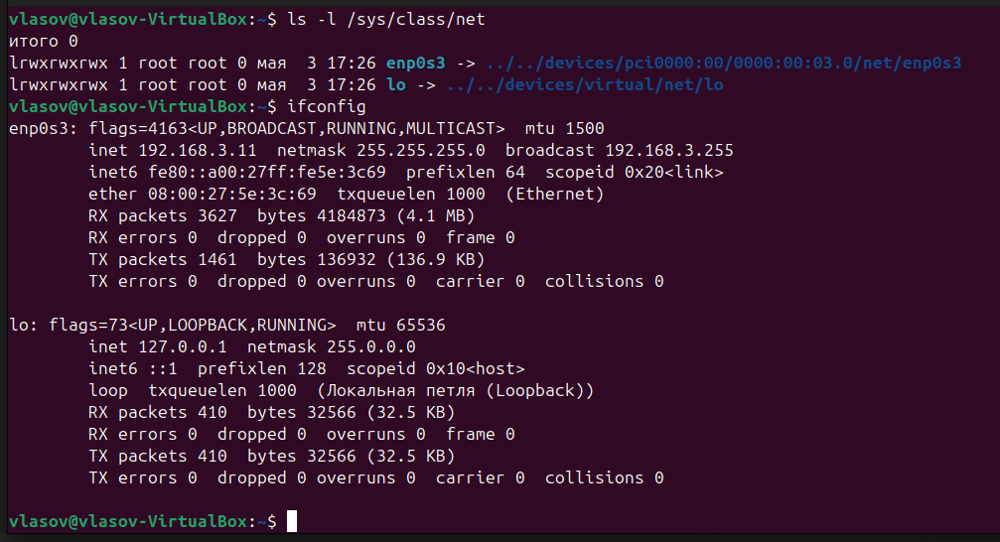 vlasov@vlasov-VirtualBox:~$ ls -l /sys/class/net
итого 0
lrwxrwxrwx 1 root root 0 мая  3 17:26 enp0s3 -> ../../devices/pci0000:00/0000:00:03.0/net/enp0s3
lrwxrwxrwx 1 root root 0 мая  3 17:26 lo -> ../../devices/virtual/net/lo
vlasov@vlasov-VirtualBox:~$ ifconfig
enp0s3: flags=4163<UP,BROADCAST,RUNNING,MULTICAST>  mtu 1500
        inet 192.168.3.11  netmask 255.255.255.0  broadcast 192.168.3.255
        inet6 fe80::a00:27ff:fe5e:3c69  prefixlen 64  scopeid 0x20<link>
        ether 08:00:27:5e:3c:69  txqueuelen 1000  (Ethernet)
        RX packets 3627  bytes 4184873 (4.1 MB)
        RX errors 0  dropped 0  overruns 0  frame 0
        TX packets 1461  bytes 136932 (136.9 KB)
        TX errors 0  dropped 0 overruns 0  carrier 0  collisions 0

lo: flags=73<UP,LOOPBACK,RUNNING>  mtu 65536
        inet 127.0.0.1  netmask 255.0.0.0
        inet6 ::1  prefixlen 128  scopeid 0x10<host>
        loop  txqueuelen 1000  (Локальная петля (Loopback))
        RX packets 410  bytes 32566 (32.5 KB)
        RX errors 0  dropped 0  overruns 0  frame 0
        TX packets 410  bytes 32566 (32.5 KB)
        TX errors 0  dropped 0 overruns 0  carrier 0  collisions 0

vlasov@vlasov-VirtualBox:~$